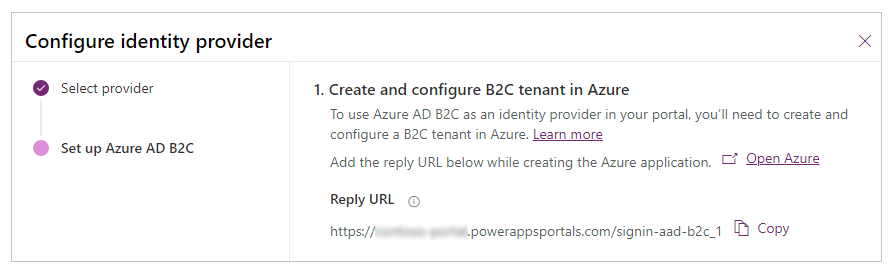 Configure identity provider
Select provider
Set up Azure AD B2C
1. Create and configure B2C tenant in Azure
To use Azure AD B2C as an identity provider in your portal, you'll need to create and
configure a B2C tenant in Azure. Learn more
Add the reply URL below while creating the Azure application. Open Azure
Reply URL
https:// .powerappsportals.com/signin-aad-b2c_1 Copy